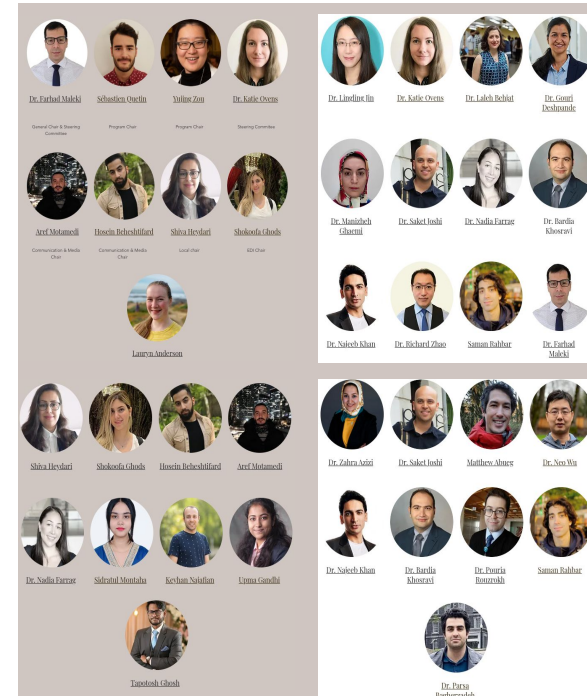 Dr. Farhad Maleki
Sébastien Quetin
Yujing Zou
Dr. Katie Ovens
General Chair & Steering Committee
Program Chair
Program Chair
Steering Committee
Aref Motamedi
Hosein Beheshtifard
Shiva Heydari
Shokoofa Ghods
Communication & Media Chair
Communication & Media Chair
Local chair
EDI Chair
Lauryn Anderson
Shiva Heydari
Shokoofa Ghods
Hosein Beheshtifard
Aref Motamedi
Dr. Nadia Farrag
Sidratul Montaha
Keyhan Najafian
Upma Gandhi
Tapotosh Ghosh
Dr. Lingling Jin
Dr. Katie Ovens
Dr. Laleh Behjat
Dr. Gouri Deshpande
Dr. Manizheh Ghaemi
Dr. Saket Joshi
Dr. Nadia Farrag
Dr. Bardia Khosravi
Dr. Najeeb Khan
Dr. Richard Zhao
Saman Rahbar
Dr. Farhad Maleki
Dr. Zahra Azizi
Dr. Saket Joshi
Matthew Abueg
Dr. Neo Wu
Dr. Najeeb Khan
Dr. Bardia Khosravi
Dr. Pouria Rouzrokh
Saman Rahbar
Dr. Parsa